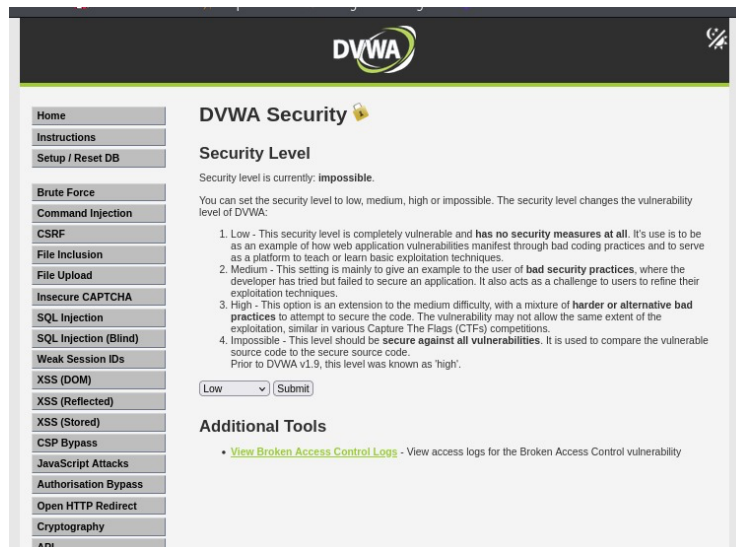 DVWA
Home
Instructions
Setup / Reset DB
Brute Force
Command Injection
CSRF
File Inclusion
File Upload
Insecure CAPTCHA
SQL Injection
SQL Injection (Blind)
Weak Session IDs
XSS (DOM)
XSS (Reflected)
XSS (Stored)
CSP Bypass
JavaScript Attacks
Authorisation Bypass
Open HTTP Redirect
Cryptography
API
DVWA Security
Security Level
Security level is currently: impossible.
You can set the security level to low, medium, high or impossible. The security level changes the vulnerability
level of DVWA:
1. Low - This security level is completely vulnerable and has no security measures at all. It's use is to be
as an example of how web application vulnerabilities manifest through bad coding practices and to serve
as a platform to teach or learn basic exploitation techniques.
2. Medium - This setting is mainly to give an example to the user of bad security practices, where the
developer has tried but failed to secure an application. It also acts as a challenge to users to refine their
exploitation techniques.
3. High - This option is an extension to the medium difficulty, with a mixture of harder or alternative bad
practices to attempt to secure the code. The vulnerability may not allow the same extent of the
exploitation, similar in various Capture The Flags (CTFs) competitions.
4. Impossible - This level should be secure against all vulnerabilities. It is used to compare the vulnerable
source code to the secure source code.
Prior to DVWA v1.9, this level was known as 'high'.
Low Submit
Additional Tools
• View Broken Access Control Logs - View access logs for the Broken Access Control vulnerability